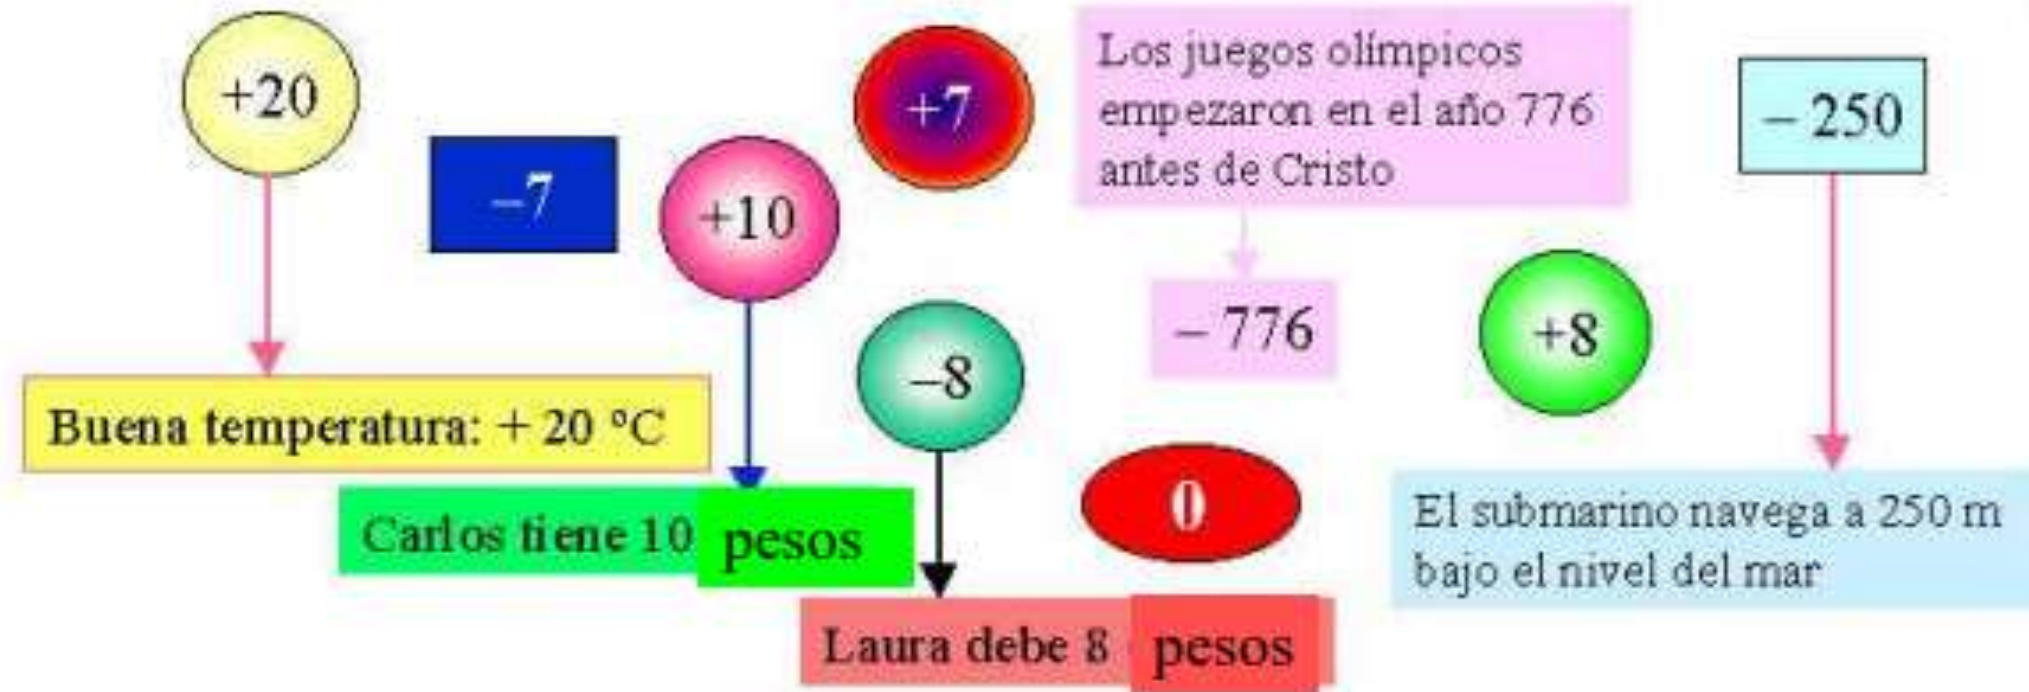 +20
–7
+10
+7
Los juegos olímpicos
empezaron en el año 776
antes de Cristo
– 776
– 250
+8
–8
0
Buena temperatura: + 20 ºC
Carlos tiene 10 pesos
Laura debe 8 pesos
El submarino navega a 250 m
bajo el nivel del mar